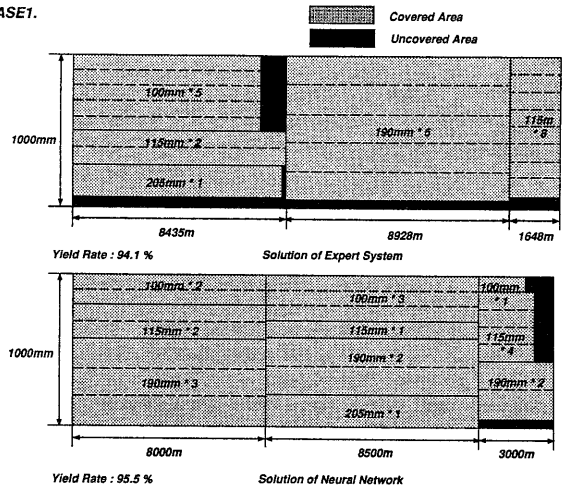 ASE1.
Covered Area
Uncovered Area
1000mm
100mm * 5
115mm * 2
205mm * 1
190mm * 5
115m
* 8
8435m
8928m
1648m
Yield Rate : 94.1 %
Solution of Expert System
1000mm
100mm * 2
115mm * 2
190mm * 3
100mm * 3
115mm * 1
190mm * 2
205mm * 1
100mm
* 1
115mm
* 4
190mm * 2
8000m
8500m
3000m
Yield Rate : 95.5 %
Solution of Neural Network